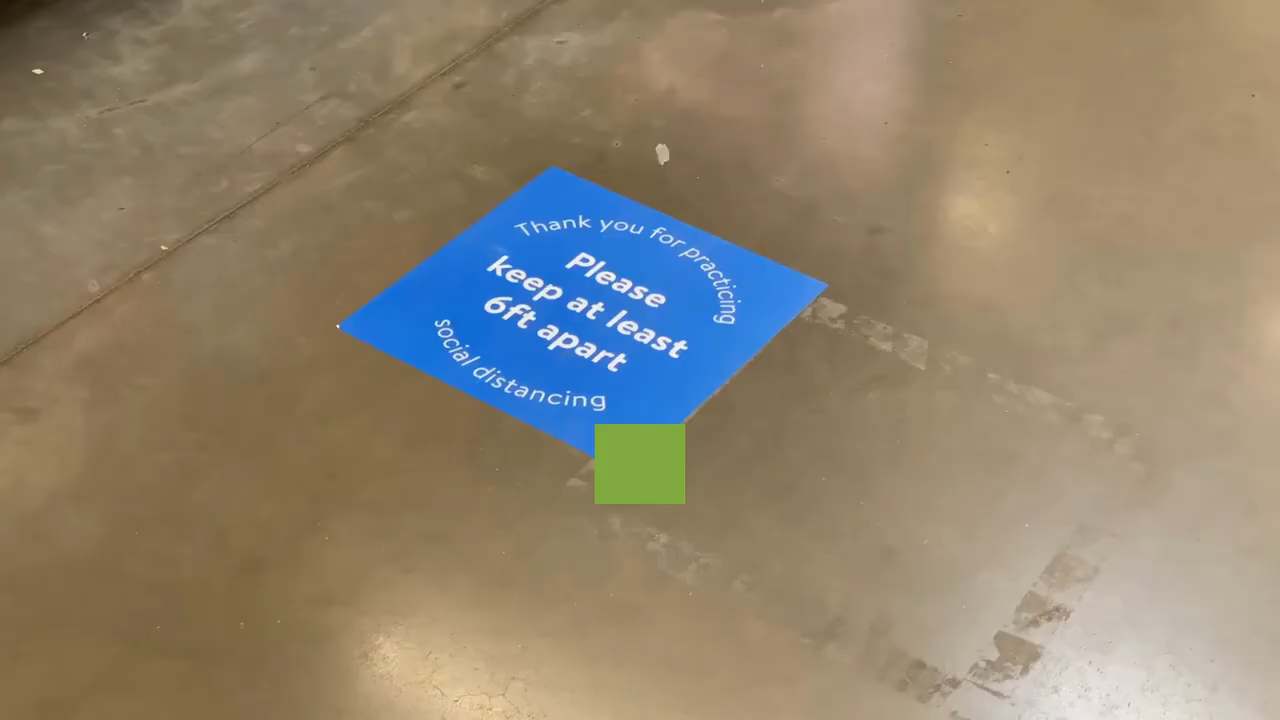 Thank you for practicing
Please
keep at least
6ft apart
social distancing